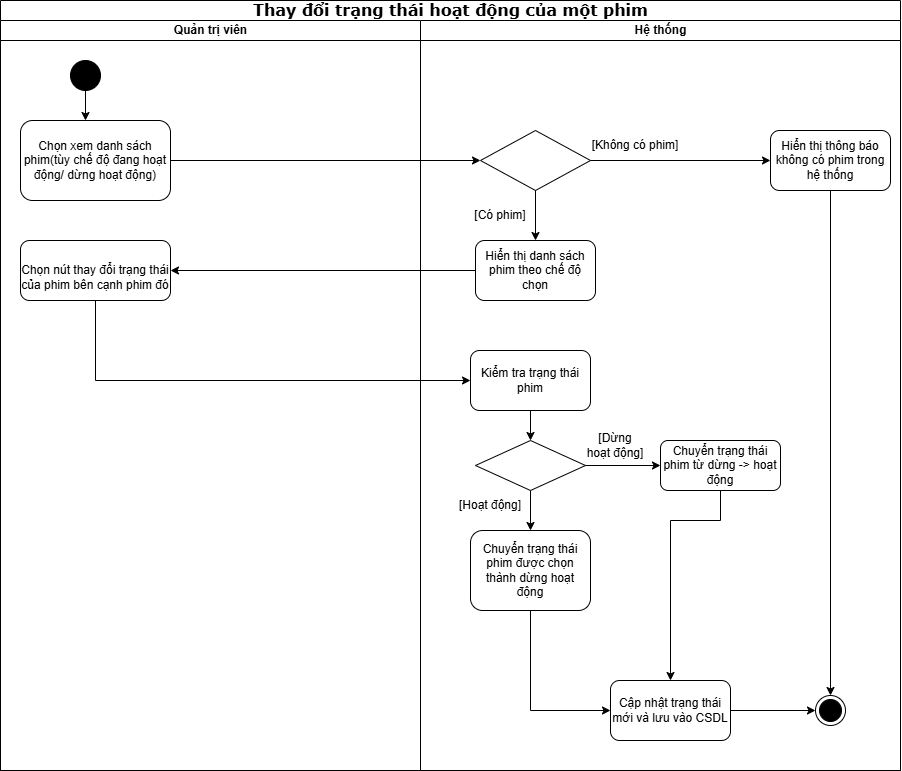 Thay đổi trạng thái hoạt động của một phim
Quản trị viên
Hệ thống
Chọn xem danh sách
phim(tùy chế độ đang hoạt
động/ dừng hoạt động)
[Không có phim]
Hiển thị thông báo
không có phim trong
hệ thống
[Có phim]
Hiển thị danh sách
phim theo chế độ
chọn
Chọn nút thay đổi trạng thái
của phim bên cạnh phim đó
Kiểm tra trạng thái
phim
[Dừng
hoạt động]
Chuyển trạng thái
phim từ dừng -> hoạt
động
[Hoạt động]
Chuyển trạng thái
phim được chọn
thành dừng hoạt
động
Cập nhật trạng thái
mới và lưu vào CSDL